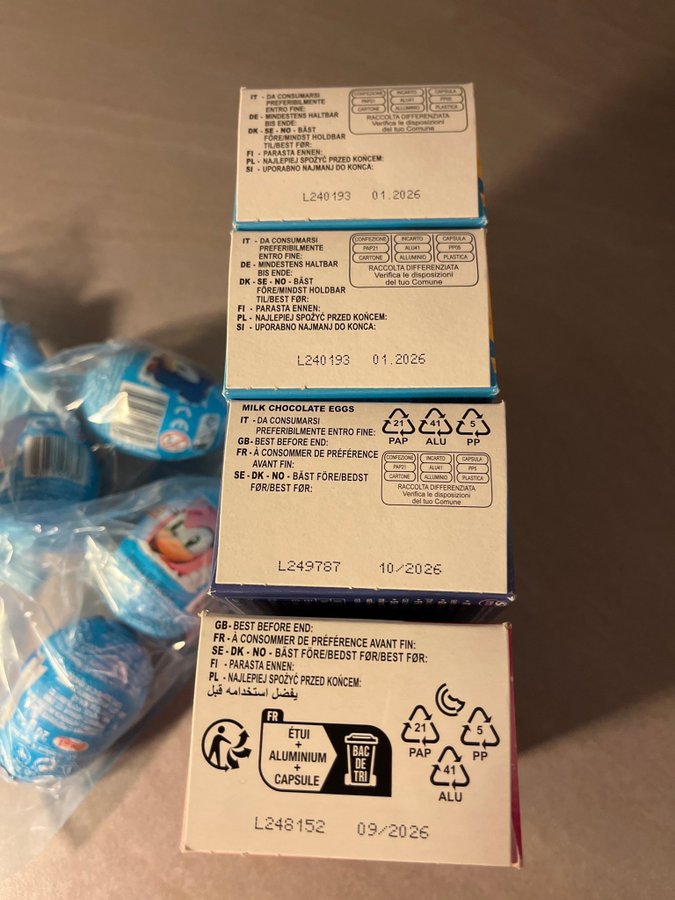 IT - DA CONSUMARSI
PREFERIBILMENTE
ENTRO FINE:
DE - MINDESTENS HALTBAR
BIS ENDE:
DK - SE - NO - BÄST
FÖRE/MINDST HOLDBAR
TIL/BEST FØR:
FI - PARASTA ENNEN:
PL - NAJLEPIEJ SPOŻYĆ PRZED KOŃCEM:
SI - UPORABNO NAJMANJ DO KONCA:
CONFEZIONE INCARTO CAPSULA
PAP21 ALU41 PP05
CARTONE ALLUMINIO PLASTICA
RACCOLTA DIFFERENZIATA
Verifica le disposizioni
del tuo Comune
L240193 01.2026
IT - DA CONSUMARSI
PREFERIBILMENTE
ENTRO FINE:
DE - MINDESTENS HALTBAR
BIS ENDE:
DK - SE - NO - BÄST
FÖRE/MINDST HOLDBAR
TIL/BEST FØR:
FI - PARASTA ENNEN:
PL - NAJLEPIEJ SPOŻYĆ PRZED KOŃCEM:
SI - UPORABNO NAJMANJ DO KONCA:
CONFEZIONE INCARTO CAPSULA
PAP21 ALU41 PP05
CARTONE ALLUMINIO PLASTICA
RACCOLTA DIFFERENZIATA
Verifica le disposizioni
del tuo Comune
L240193 01.2026
MILK CHOCOLATE EGGS
IT - DA CONSUMARSI
PREFERIBILMENTE ENTRO FINE:
GB - BEST BEFORE END:
FR - À CONSOMMER DE PRÉFÉRENCE
AVANT FIN:
SE - DK - NO - BÄST FÖRE/BEDST
FØR/BEST FØR:
21 41 5
PAP ALU PP
CONFEZIONE INCARTO CAPSULA
PAP21 ALU41 PP5
CARTONE ALLUMINIO PLASTICA
RACCOLTA DIFFERENZIATA
Verifica le disposizioni
del tuo Comune
L249787 10/2026
GB - BEST BEFORE END:
FR - À CONSOMMER DE PRÉFÉRENCE AVANT FIN:
SE - DK - NO - BÄST FÖRE/BEDST FØR/BEST FØR:
FI - PARASTA ENNEN:
PL - NAJLEPIEJ SPOŻYĆ PRZED KOŃCEM:
يفضل استخدامه قبل
FR
ÉTUI
+
ALUMINIUM
+
CAPSULE
BAC
DE
TRI
21
PAP
5
PP
41
ALU
L248152 09/2026